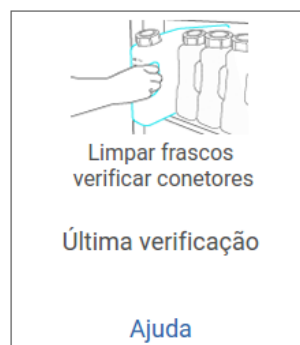 Limpar frascos
verificar conetores
Última verificação
Ajuda